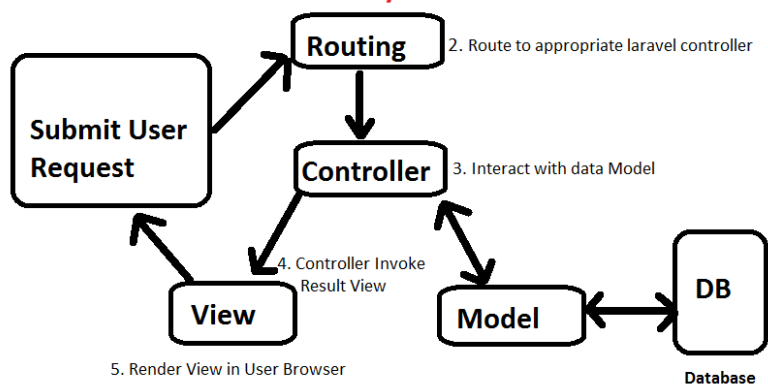 Routing
2. Route to appropriate laravel controller
Submit User
Request
Controller
3. Interact with data Model
4. Controller Invoke
Result View
View
Model
DB
5. Render View in User Browser
Database